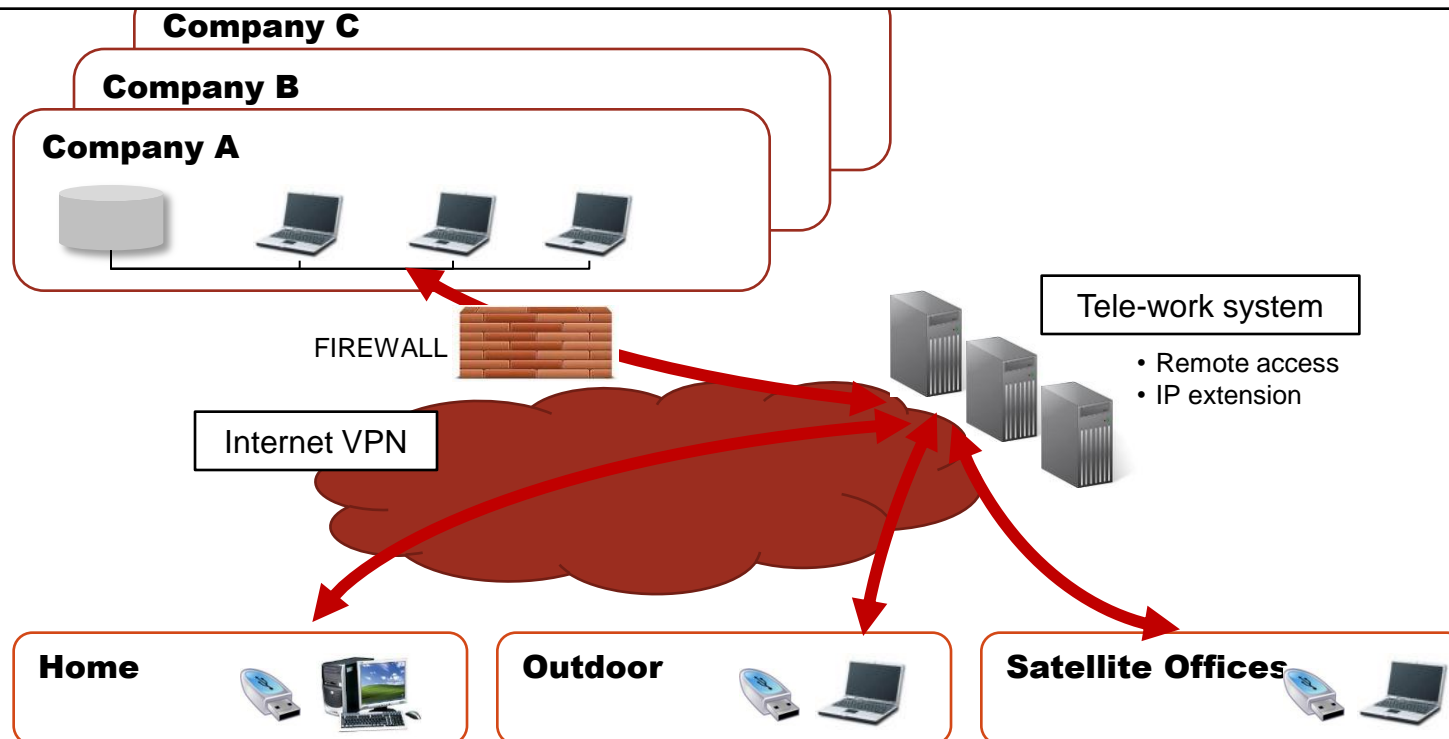 Company C
Company B
Company A
FIREWALL
Tele-work system
• Remote access
• IP extension
Internet VPN
Home
Outdoor
Satellite Offices